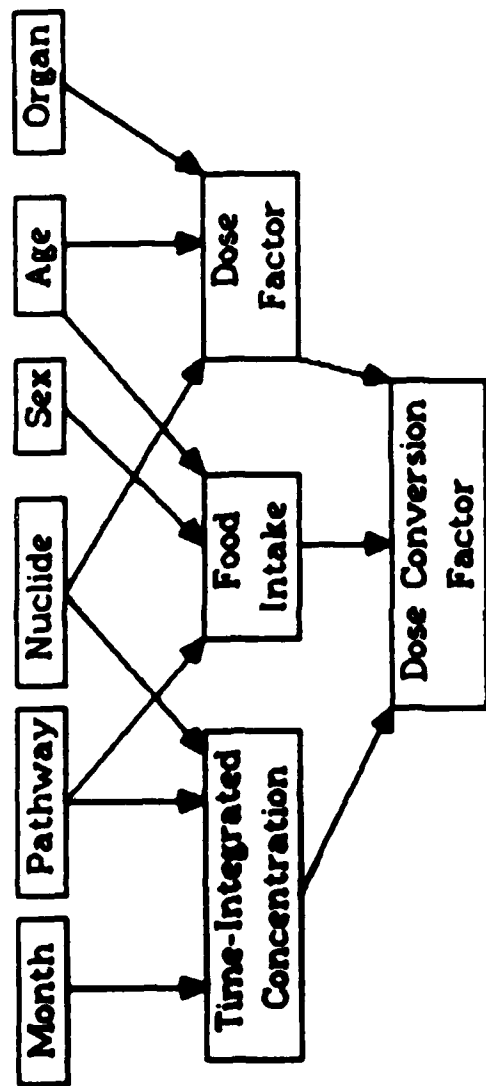 Month
Pathway
Nuclide
Sex
Age
Organ
Time-Integrated
Concentration
Food
Intake
Dose
Factor
Dose Conversion
Factor